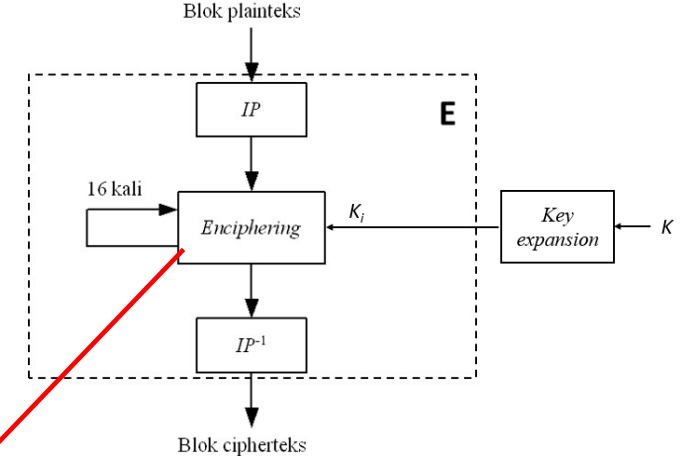 Blok plainteks
IP
E
16 kali
Enciphering
K_i
Key
expansion
K
IP⁻¹
Blok cipherteks